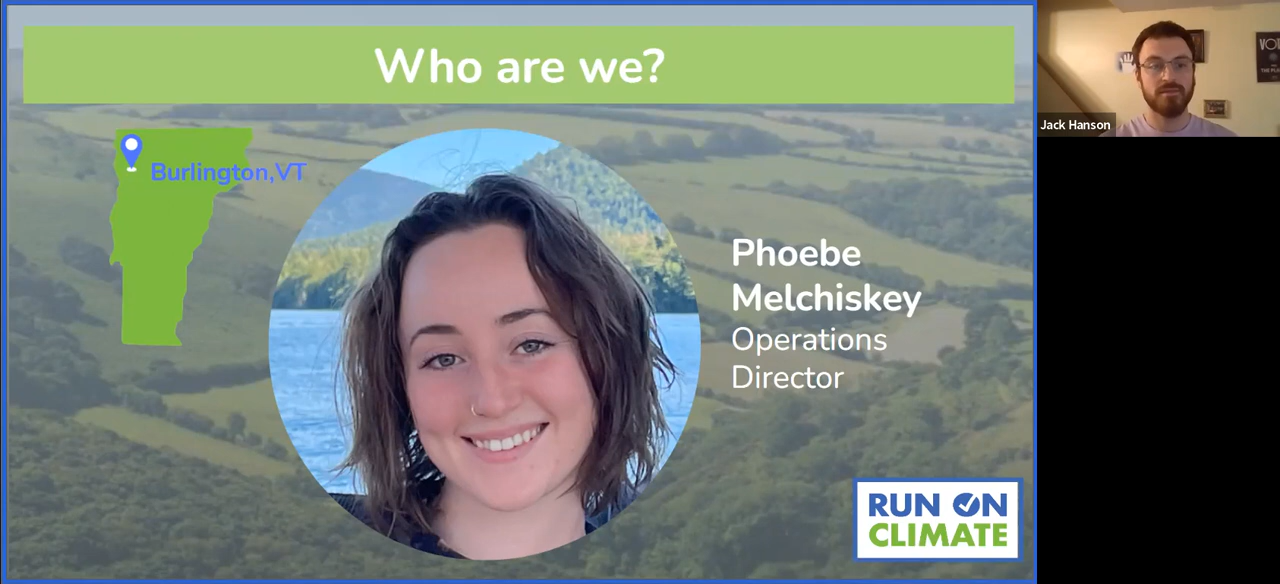 Who are we?
Burlington,VT
Phoebe
Melchiskey
Operations
Director
RUN ON
CLIMATE
Jack Hanson